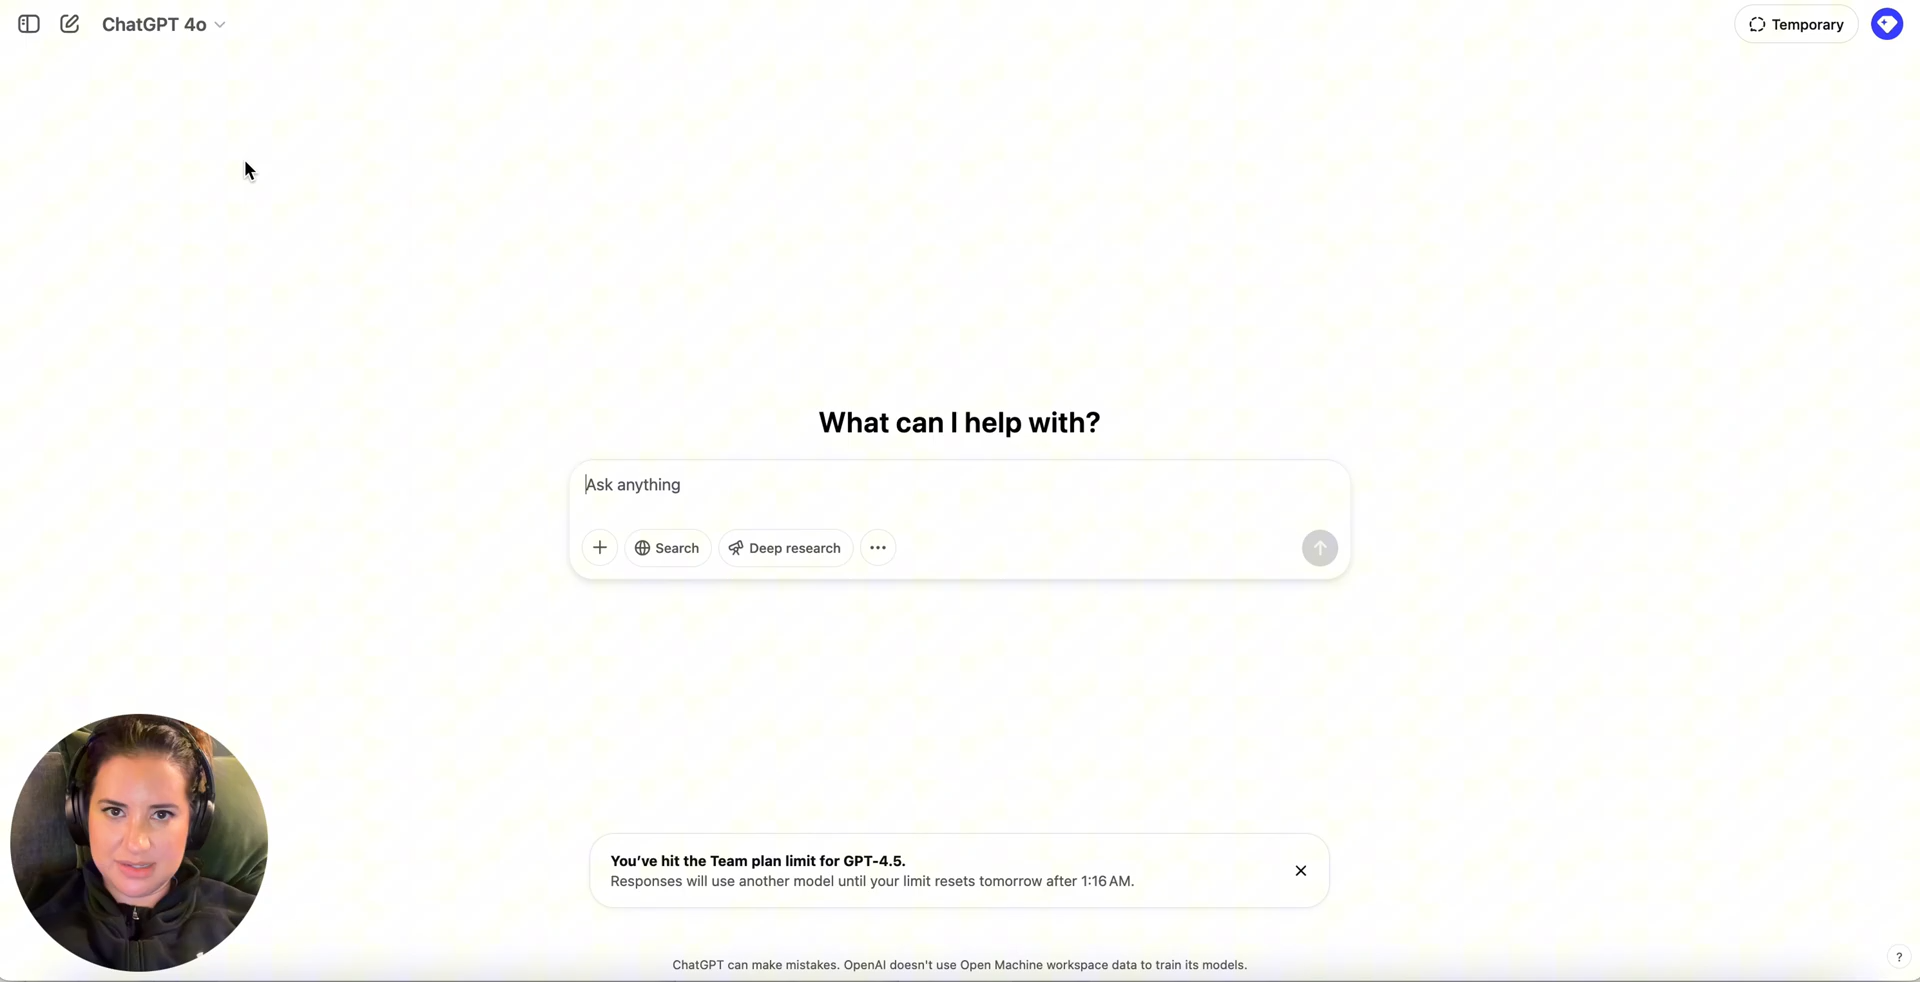 ChatGPT 4o
Temporary
What can I help with?
Ask anything
Search
Deep research
You've hit the Team plan limit for GPT-4.5.
Responses will use another model until your limit resets tomorrow after 1:16 AM.
ChatGPT can make mistakes. OpenAI doesn't use Open Machine workspace data to train its models.
?